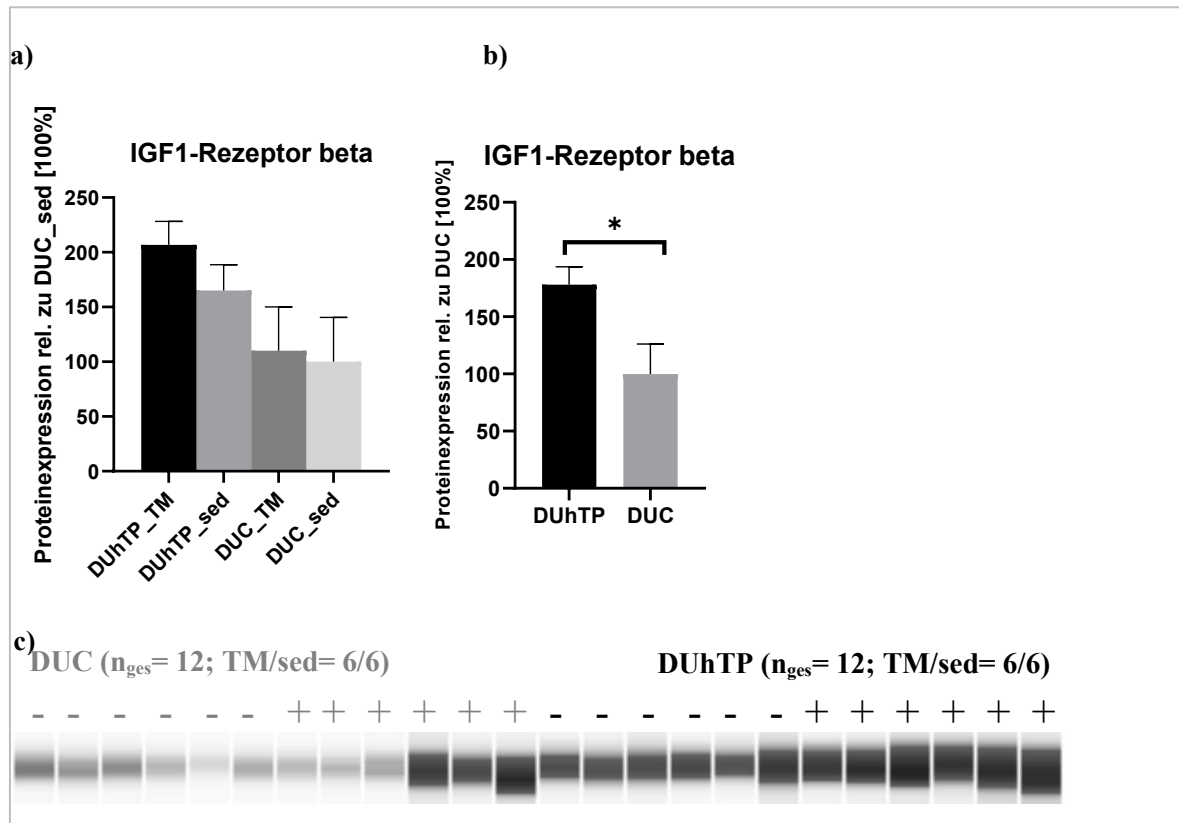 a)
IGF1-Rezeptor beta
Proteinexpression rel. zu DUC_sed [100%]
250
200
150
100
50
0
DUhTP_TM
DUhTP_sed
DUC_TM
DUC_sed
b)
IGF1-Rezeptor beta
Proteinexpression rel. zu DUC [100%]
250
200
150
100
50
0
*
DUhTP DUC
c)
DUC (nges= 12; TM/sed= 6/6) DUhTP (nges= 12; TM/sed= 6/6)
- - - - - - + + + + + + - - - - - - + + + + + +